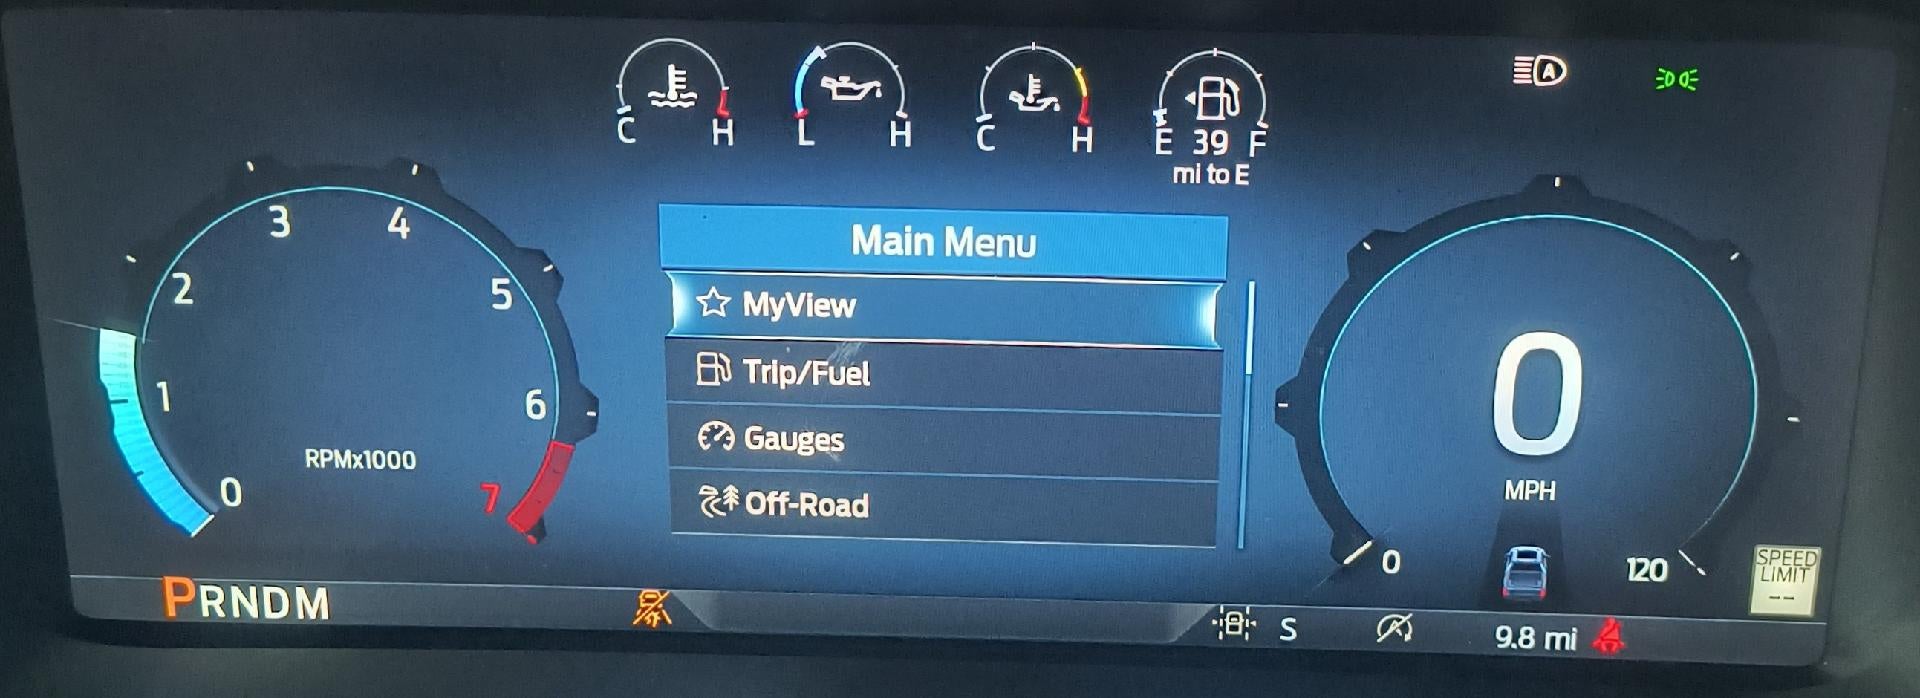 C H L H C H E 39 F
mi to E
Main Menu
MyView
Trip/Fuel
Gauges
Off-Road
0 1 2 3 4 5 6 7
RPMx1000
0
MPH
0 120
SPEED
LIMIT
--
PRNDM
S
9.8 mi
A